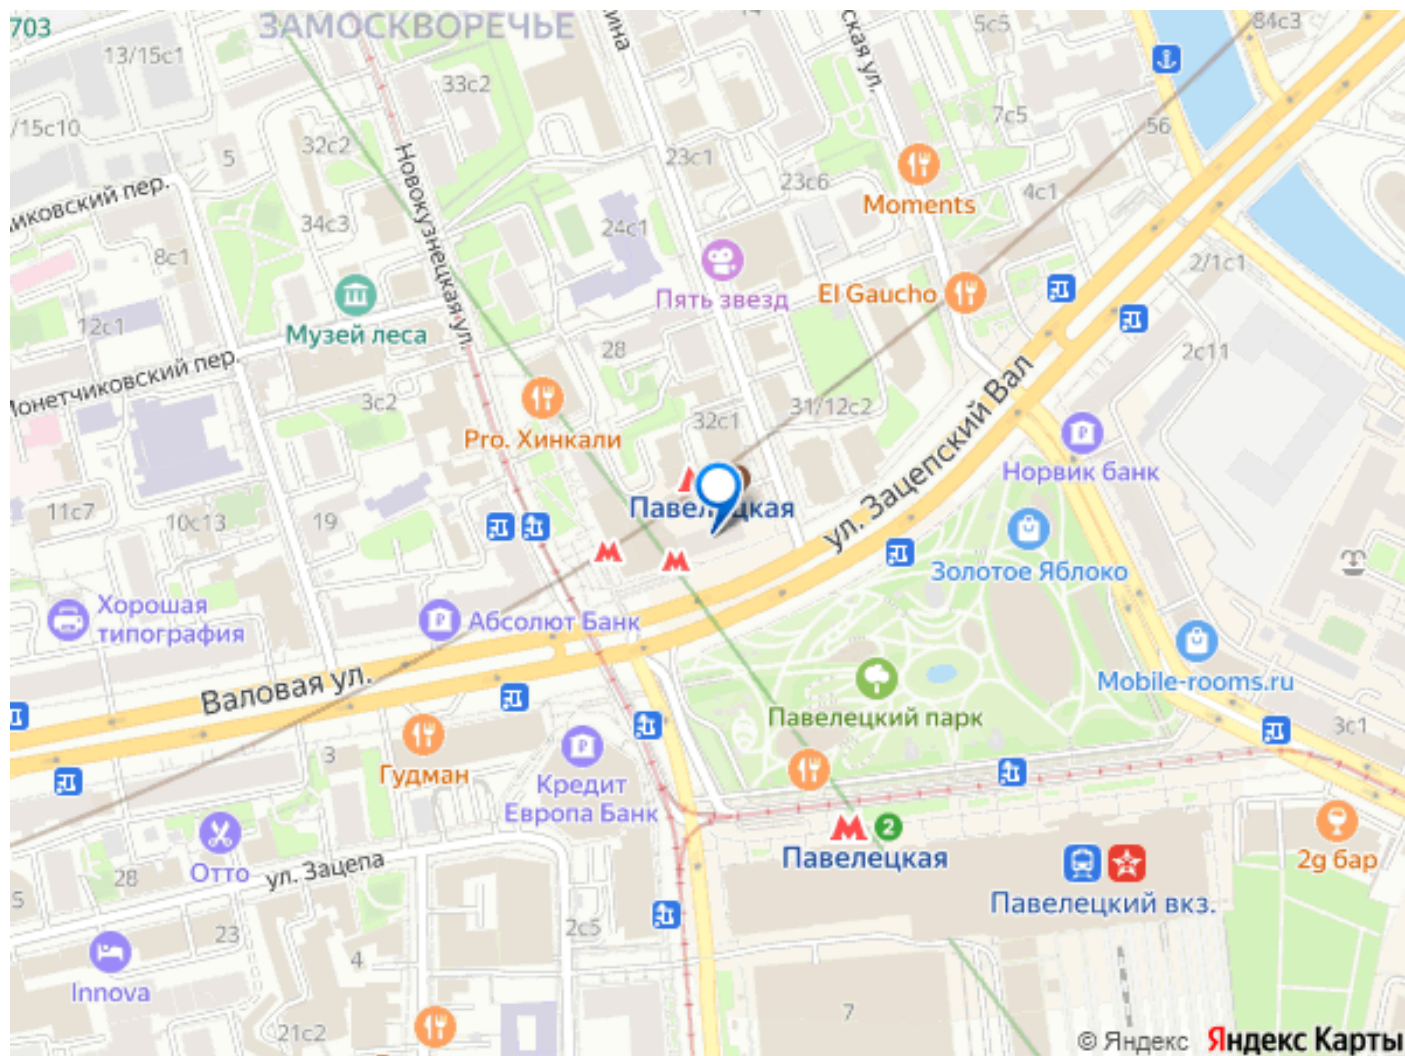 703
ЗАМОСКВОРЕЧЬЕ
84с3
5с5
13/15с1
33с2
7с5
56
/15с10
5
32с2
23с1
23с6
4с1
Moments
Новокузнецкая ул.
34с3
24с1
8с1
2/1с1
Пять звезд
El Gaucho
12с1
Музей леса
28
2с11
Монетчиковский пер.
3с2
31/12с2
32с1
Pro. Хинкали
ул. Зацепский Вал
Норвик банк
Павелецкая
11с7
10с13
19
Золотое Яблоко
Хорошая
типография
Абсолют Банк
Валовая ул.
Mobile-rooms.ru
Павелецкий парк
3с1
3
Гудман
Кредит
Европа Банк
2
Павелецкая
2g бар
Отто
ул. Зацепа
28
5
Павелецкий вкз.
23
2с5
4
Innova
7
21с2
© Яндекс Яндекс Карты